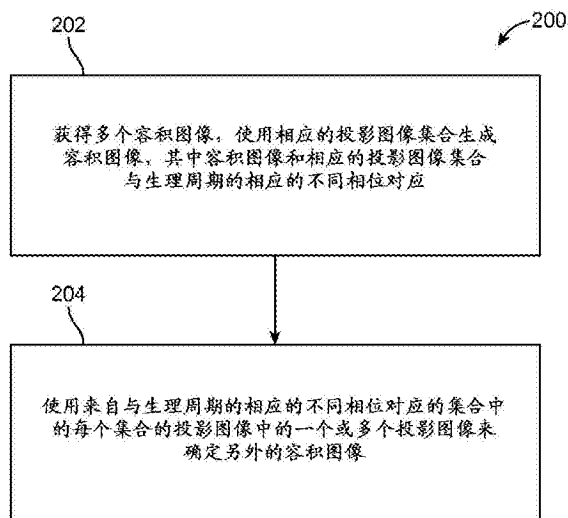 200
202
获得多个容积图像，使用相应的投影图像集合生成
容积图像，其中容积图像和相应的投影图像集合
与生理周期的相应的不同相位对应
204
使用来自与生理周期的相应的不同相位对应的集合中
的每个集合的投影图像中的一个或多个投影图像来
确定另外的容积图像